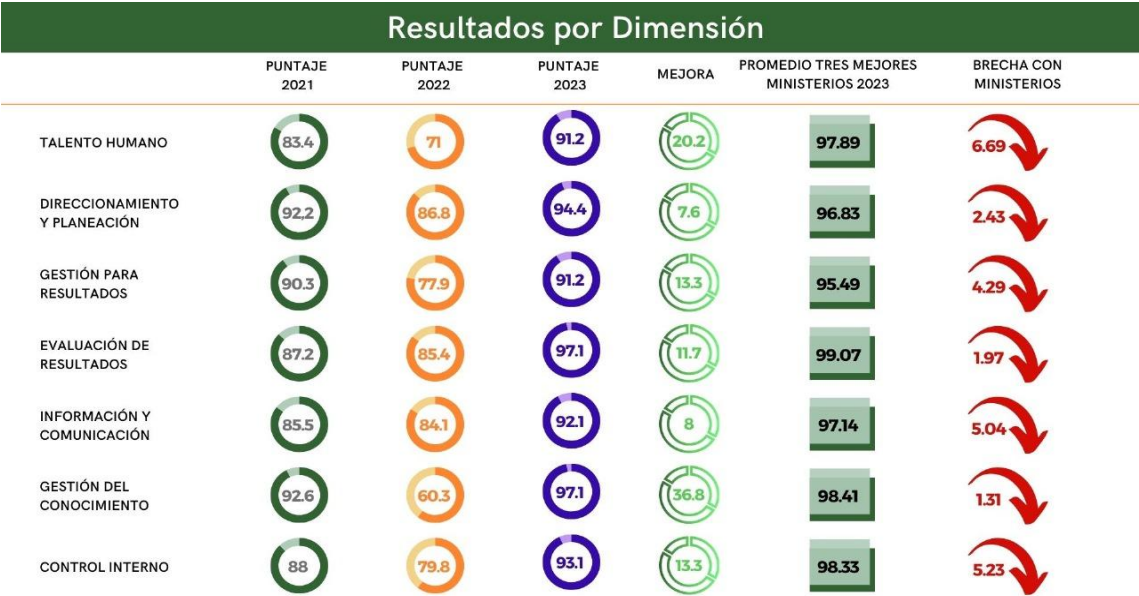 Resultados por Dimensión
PUNTAJE
2021
PUNTAJE
2022
PUNTAJE
2023
MEJORA
PROMEDIO TRES MEJORES
MINISTERIOS 2023
BRECHA CON
MINISTERIOS
TALENTO HUMANO
83.4
71
91.2
20.2
97.89
6.69
DIRECCIONAMIENTO
Y PLANEACIÓN
92,2
86.8
94.4
7.6
96.83
2.43
GESTIÓN PARA
RESULTADOS
90.3
77.9
91.2
13.3
95.49
4.29
EVALUACIÓN DE
RESULTADOS
87.2
85.4
97.1
11.7
99.07
1.97
INFORMACIÓN Y
COMUNICACIÓN
85.5
84.1
92.1
8
97.14
5.04
GESTIÓN DEL
CONOCIMIENTO
92.6
60.3
97.1
36.8
98.41
1.31
CONTROL INTERNO
88
79.8
93.1
13.3
98.33
5.23